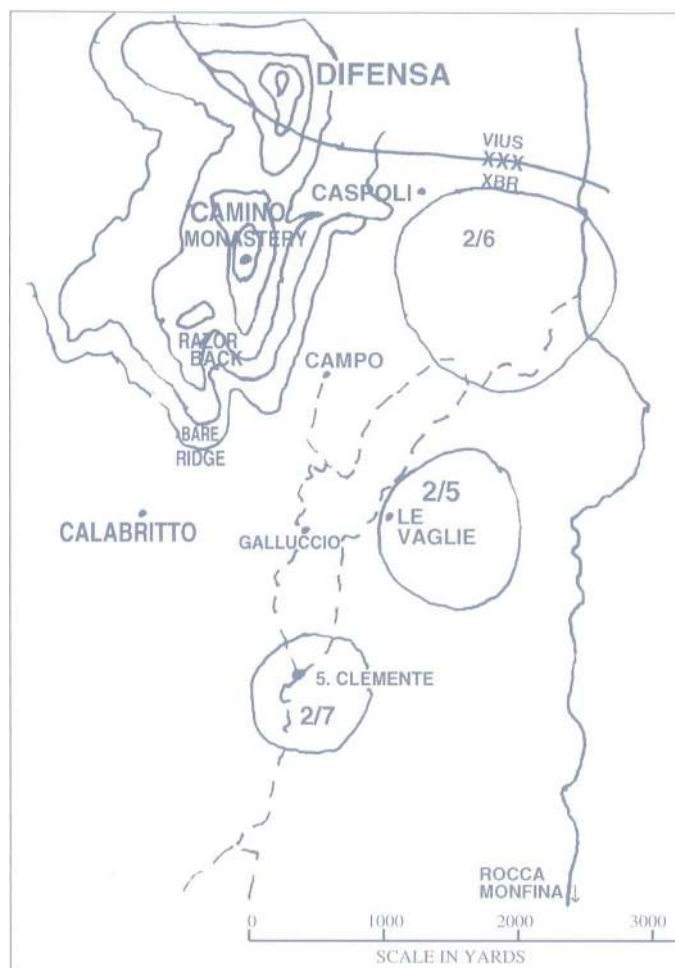 DIFENSA
VIUS
XXX
XBR
CASPOLI
CAMINO
MONASTERY
2/6
RAZOR
BACK
CAMPO
BARE
RIDGE
2/5
CALABRITTO
LE
VAGLIE
GALLUCCIO
5. CLEMENTE
2/7
ROCCA
MONFINA ↓
0 1000 2000 3000
SCALE IN YARDS